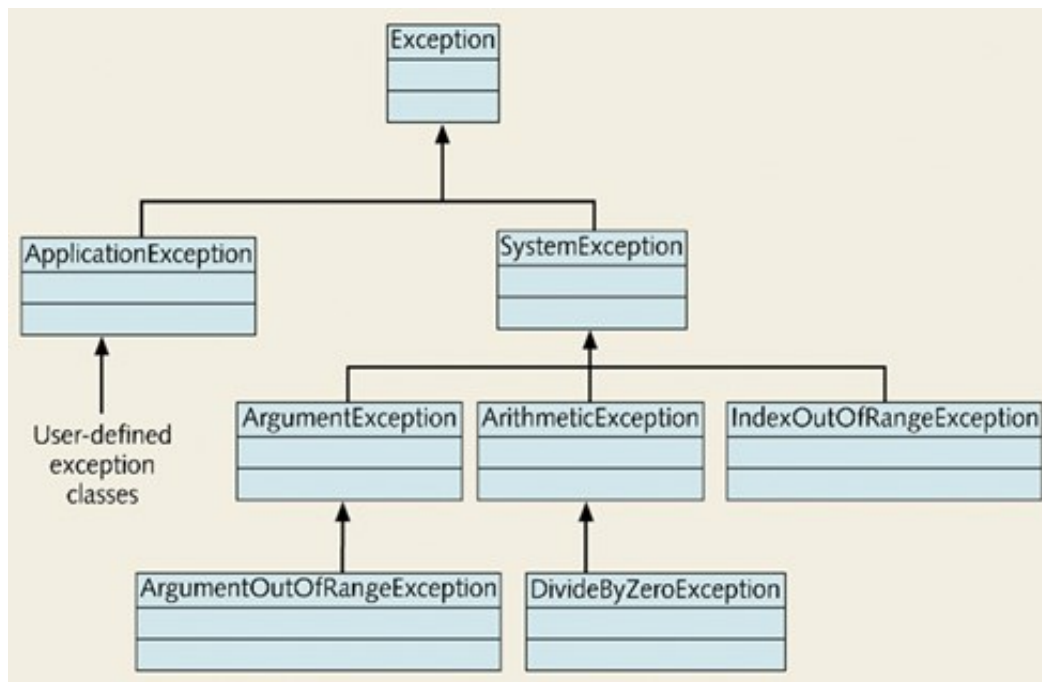 Exception
ApplicationException
SystemException
User-defined
exception
classes
ArgumentException
ArithmeticException
IndexOutOfRangeException
ArgumentOutOfRangeException
DivideByZeroException